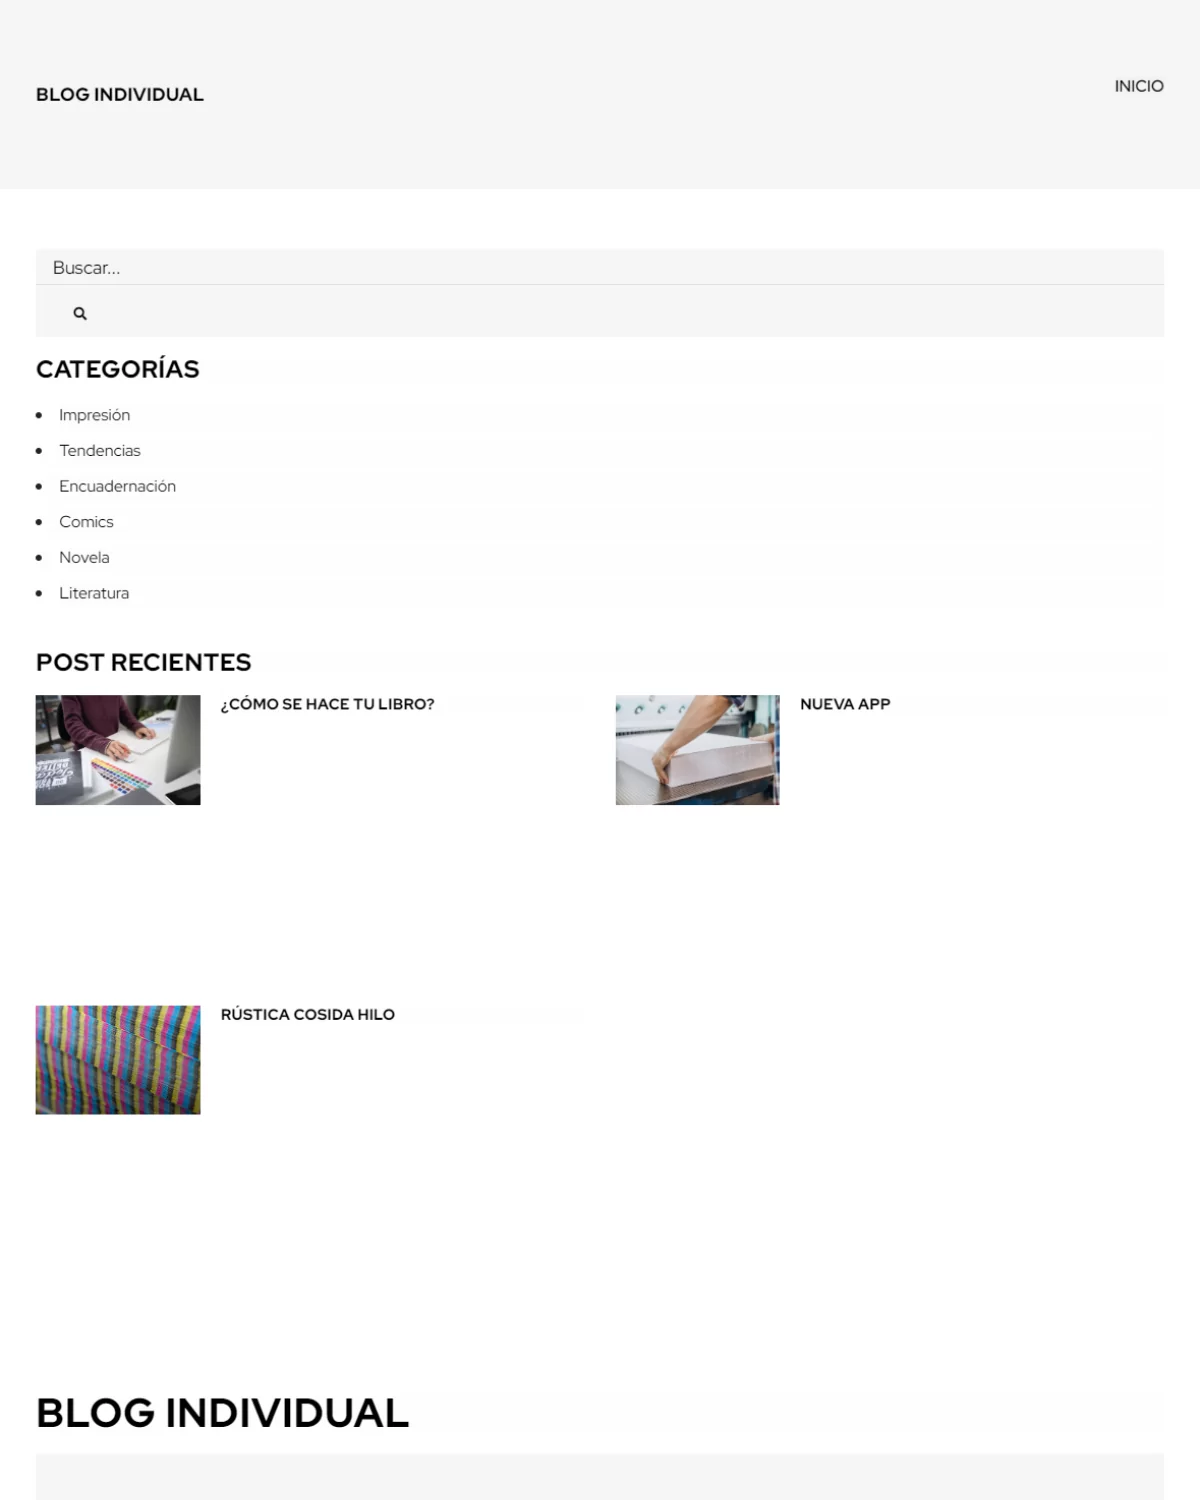 BLOG INDIVIDUAL
INICIO
Buscar...
CATEGORÍAS
Impresión
Tendencias
Encuadernación
Comics
Novela
Literatura
POST RECIENTES
¿CÓMO SE HACE TU LIBRO?
NUEVA APP
RÚSTICA COSIDA HILO
BLOG INDIVIDUAL